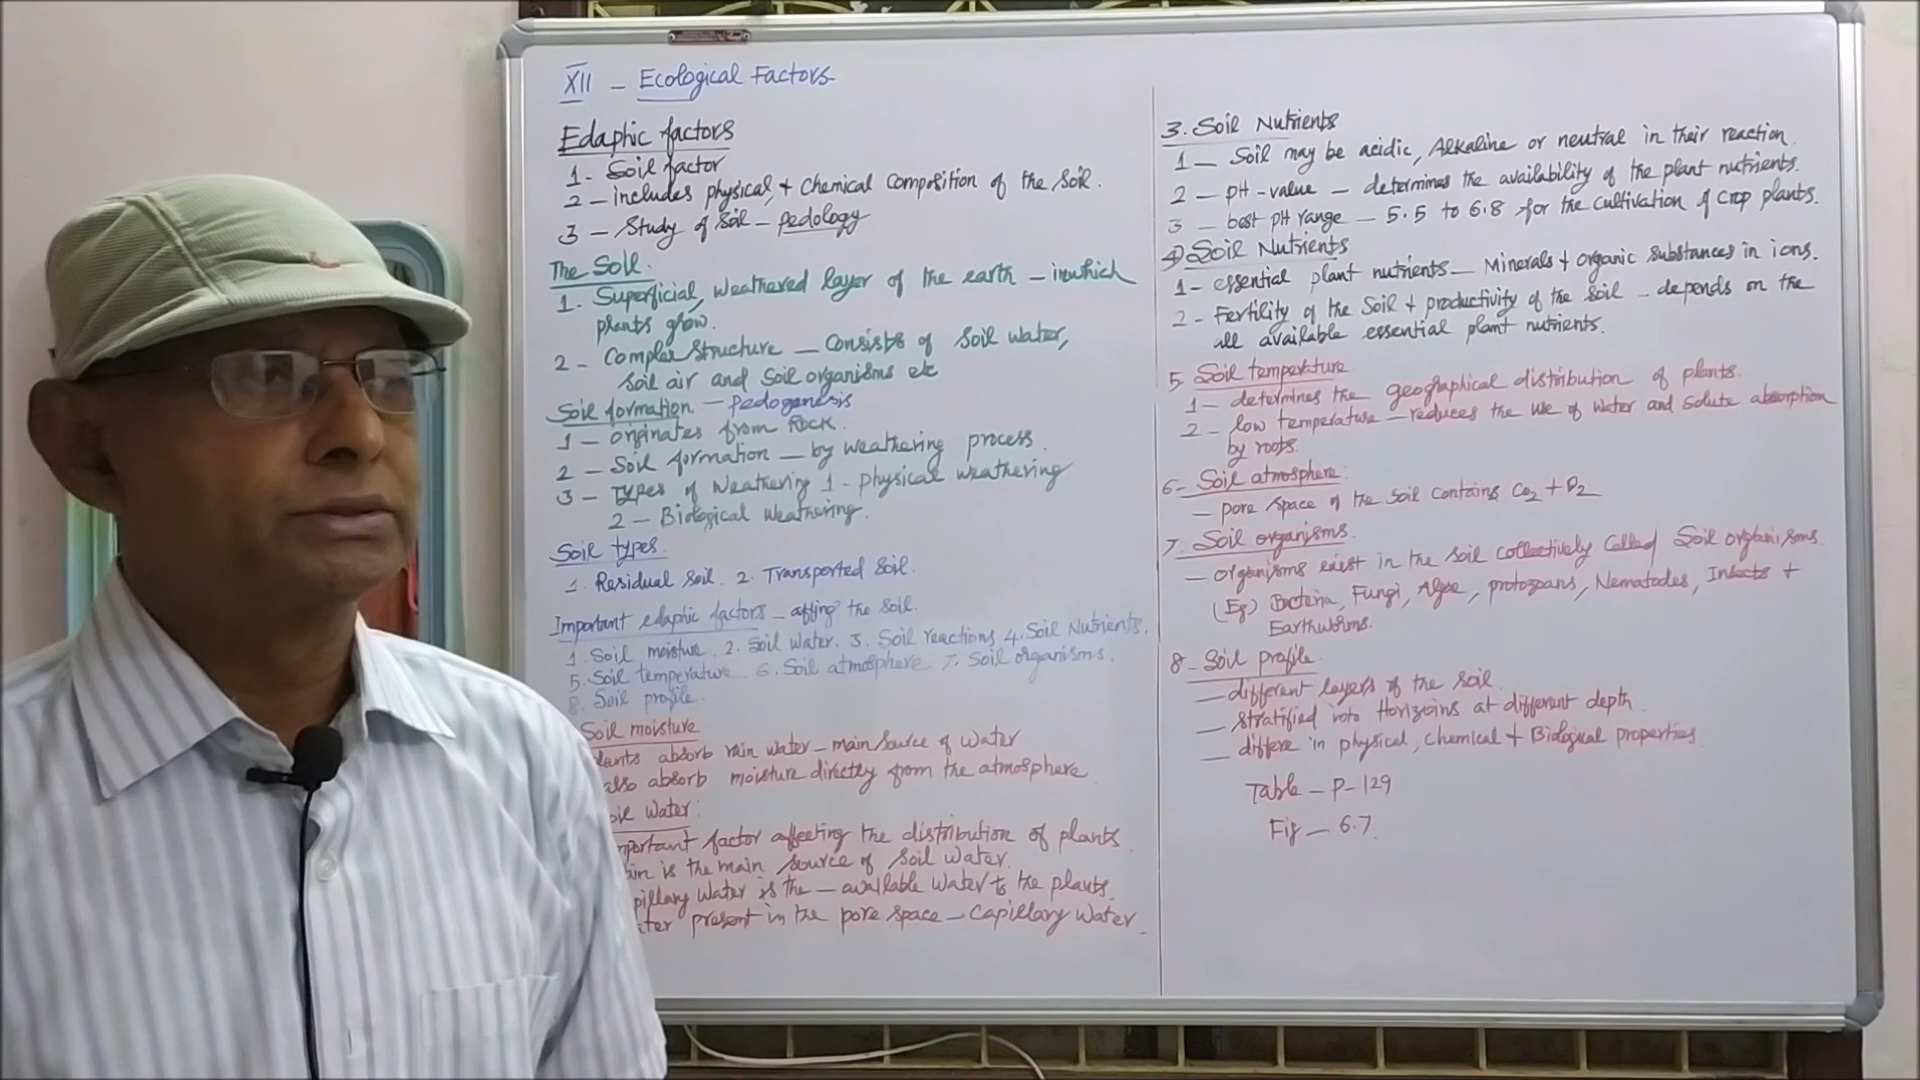 XII - Ecological Factors
Edaphic factors
1- Soil factor
2 - includes physical, + Chemical Composition of the Soil.
3 - Study of Soil - pedology
The Soil.
1- Superficial, weathered layer of the earth - in which
plants grow.
2 - Complex Structure - Consists of Soil water,
Soil air and Soil organisms etc
Soil formation - pedogenesis
1 - originates from Rock.
2 - Soil formation - by weathering process.
3 - Types of Weathering 1 - physical weathering
2 - Biological Weathering.
Soil types.
1. Residual Soil. 2. Transported Soil.
Important edaphic factors - the Soil.
1. Soil moisture. 2. Soil water. 3. Soil reactions 4. Soil Nutrients.
5. Soil temperature. 6. Soil atmosphere 7. Soil organisms.
8. Soil profile.
Soil moisture
lants absorb rain water - main source of water
also absorb moisture directly from the atmosphere
oil Water:
mportant factor affecting the distribution of plants
ain is the main source of Soil Water.
pillary Water is the - available Water to the plants.
ter present in the pore space - Capillary Water.
3. Soil Nutrients
1 - Soil may be acidic, Alkaline or neutral in their reaction.
2 - pH-value - determines the availability of the plant nutrients.
3 - best pH range - 5.5 to 6.8 for the cultivation of Crop plants.
4) Soil Nutrients
1 - essential plant nutrients - Minerals + organic substances in ions.
2 - Fertility of the Soil + productivity of the soil - depends on the
all available essential plant nutrients.
5. Soil temperature.
1 - determines the geographical distribution of plants.
2 - low temperature - reduces the use of water and Solute absorption
by roots.
6 - Soil atmosphere:
- pore space of the Soil contains Co2 + O2
7. Soil organisms.
- organisms exist in the soil collectively called Soil organisms.
(Eg) Bacteria, Fungi, Algae, protozoans, Nematodes, Insects +
Earthworms.
8 - Soil profile.
- different layers of the soil.
- stratified into Horizoins at different depth.
- differe in physical, Chemical + Biological properties.
Table - P-129
Fig - 6.7.